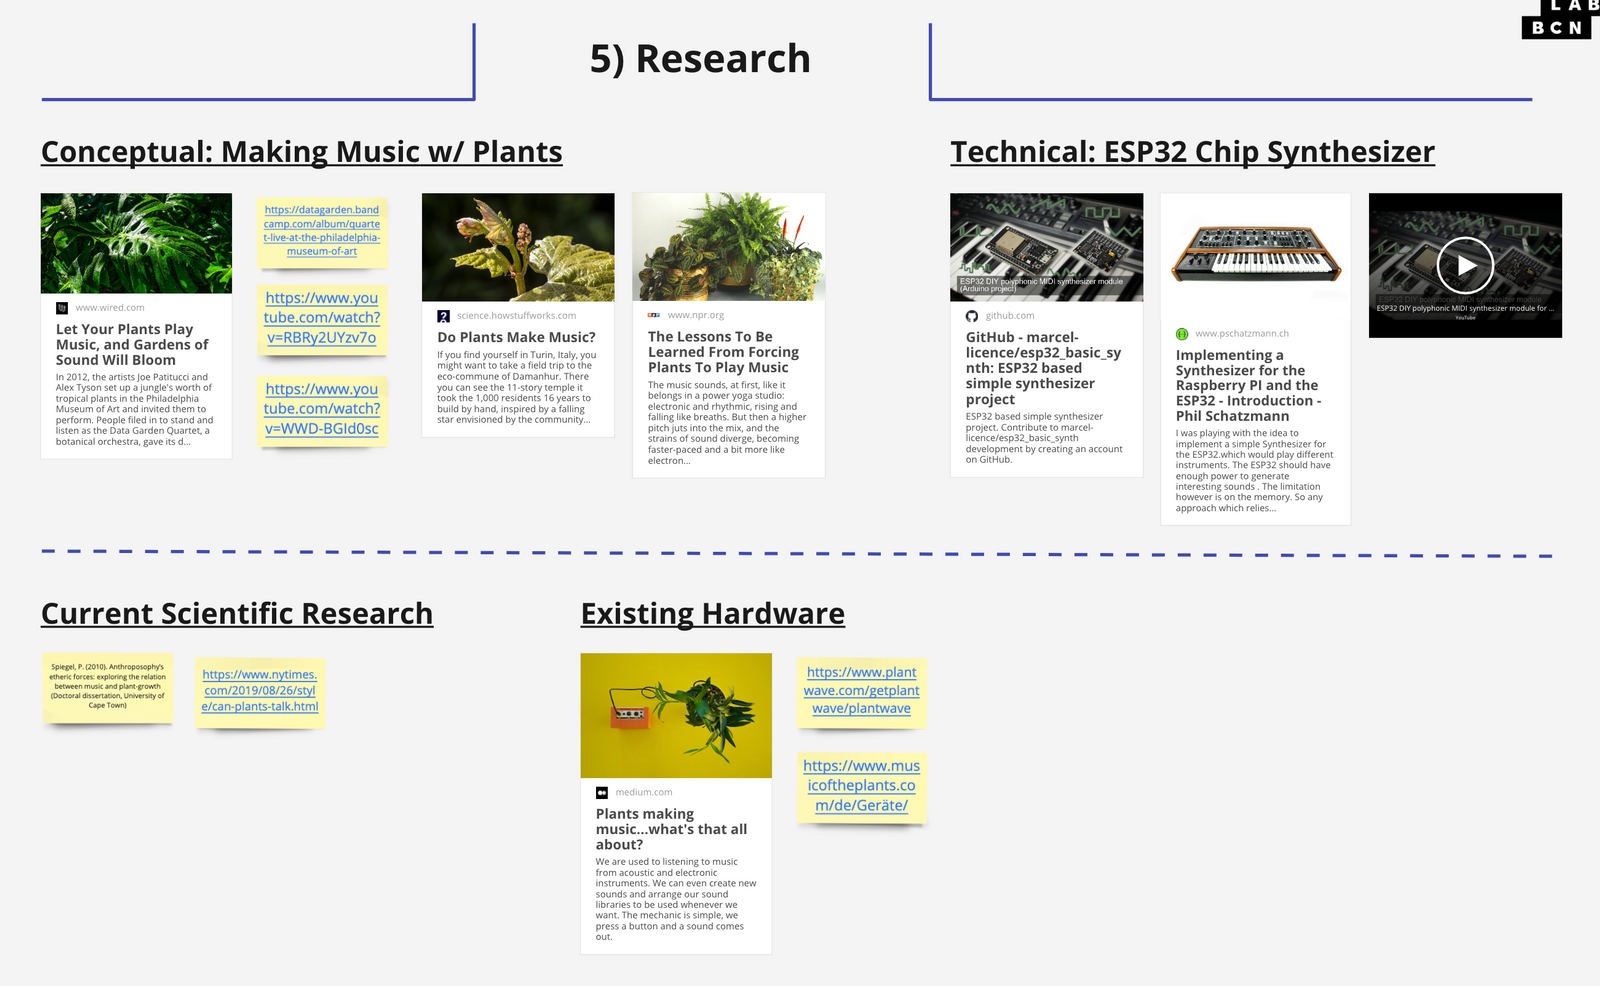 LAB
BCN
5) Research
Conceptual: Making Music w/ Plants
www.wired.com
Let Your Plants Play
Music, and Gardens of
Sound Will Bloom
In 2012, the artists Joe Patitucci and
Alex Tyson set up a jungle's worth of
tropical plants in the Philadelphia
Museum of Art and invited them to
perform. People filed in to stand and
listen as the Data Garden Quartet, a
botanical orchestra, gave its d...
https://datagarden.band
camp.com/album/quarte
t-live-at-the-philadelphia-
museum-of-art
https://www.you
tube.com/watch?
v=RBRy2UYzv7o
https://www.you
tube.com/watch?
v=WWD-BGId0sc
science.howstuffworks.com
Do Plants Make Music?
If you find yourself in Turin, Italy, you
might want to take a field trip to the
eco-commune of Damanhur. There
you can see the 11-story temple it
took the 1,000 residents 16 years to
build by hand, inspired by a falling
star envisioned by the community...
www.npr.org
The Lessons To Be
Learned From Forcing
Plants To Play Music
The music sounds, at first, like it
belongs in a power yoga studio:
electronic and rhythmic, rising and
falling like breaths. But then a higher
pitch juts into the mix, and the
strains of sound diverge, becoming
faster-paced and a bit more like
electron...
Technical: ESP32 Chip Synthesizer
ESP32 DIY polyphonic MIDI synthesizer module
(Arduino project)
github.com
GitHub - marcel-
licence/esp32_basic_sy
nth: ESP32 based
simple synthesizer
project
ESP32 based simple synthesizer
project. Contribute to marcel-
licence/esp32_basic_synth
development by creating an account
on GitHub.
www.pschatzmann.ch
Implementing a
Synthesizer for the
Raspberry PI and the
ESP32 - Introduction -
Phil Schatzmann
I was playing with the idea to
implement a simple Synthesizer for
the ESP32.which would play different
instruments. The ESP32 should have
enough power to generate
interesting sounds . The limitation
however is on the memory. So any
approach which relies...
ESP32 DIY polyphonic MIDI synthesizer module
ESP32 DIY polyphonic MIDI synthesizer module for ...
YouTube
Current Scientific Research
Spiegel, P. (2010). Anthroposophy's
etheric forces: exploring the relation
between music and plant-growth
(Doctoral dissertation, University of
Cape Town)
https://www.nytimes.
com/2019/08/26/styl
e/can-plants-talk.html
Existing Hardware
medium.com
Plants making
music...what's that all
about?
We are used to listening to music
from acoustic and electronic
instruments. We can even create new
sounds and arrange our sound
libraries to be used whenever we
want. The mechanic is simple, we
press a button and a sound comes
out.
https://www.plant
wave.com/getplant
wave/plantwave
https://www.mus
icoftheplants.co
m/de/Geräte/